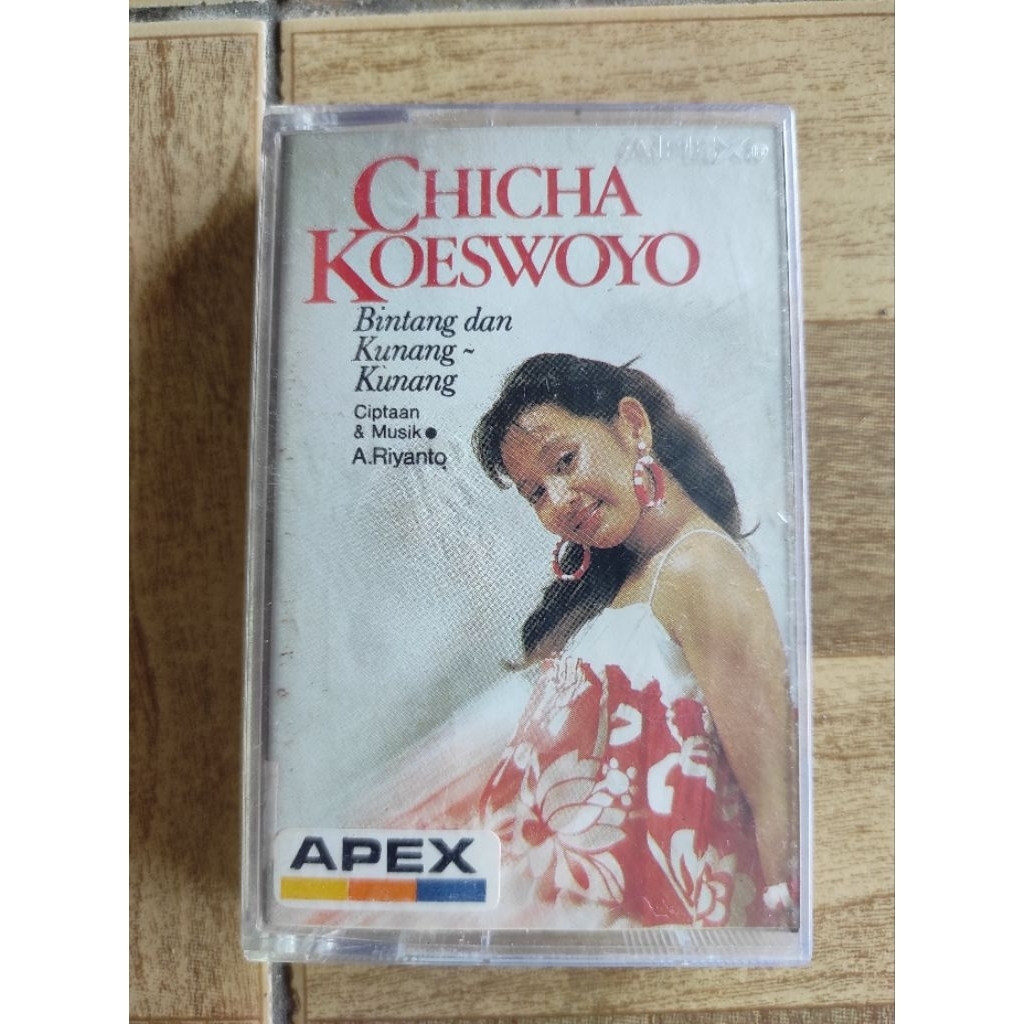 APEX
CHICHA
KOESWOYO
Bintang dan
Kunang~
Kunang
Ciptaan
& Musik●
A.Riyanto
APEX